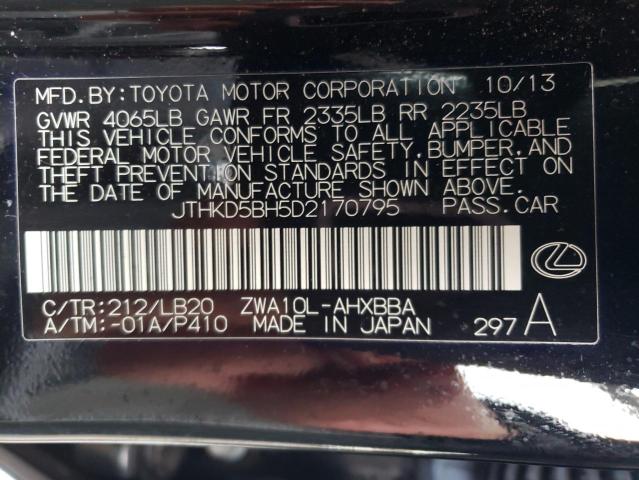 MFD.BY:TOYOTA MOTOR CORPORATION 10/13
GVWR 4065LB GAWR FR 2335LB RR 2235LB
THIS VEHICLE CONFORMS TO ALL APPLICABLE
FEDERAL MOTOR VEHICLE SAFETY, BUMPER, AND
THEFT PREVENTION STANDARDS IN EFFECT ON
THE DATE OF MANUFACTURE SHOWN ABOVE.
JTHKD5BH5D2170795 PASS.CAR
C/TR:212/LB20 ZWA10L-AHXBBA
A/TM:-01A/P410 MADE IN JAPAN 297 A